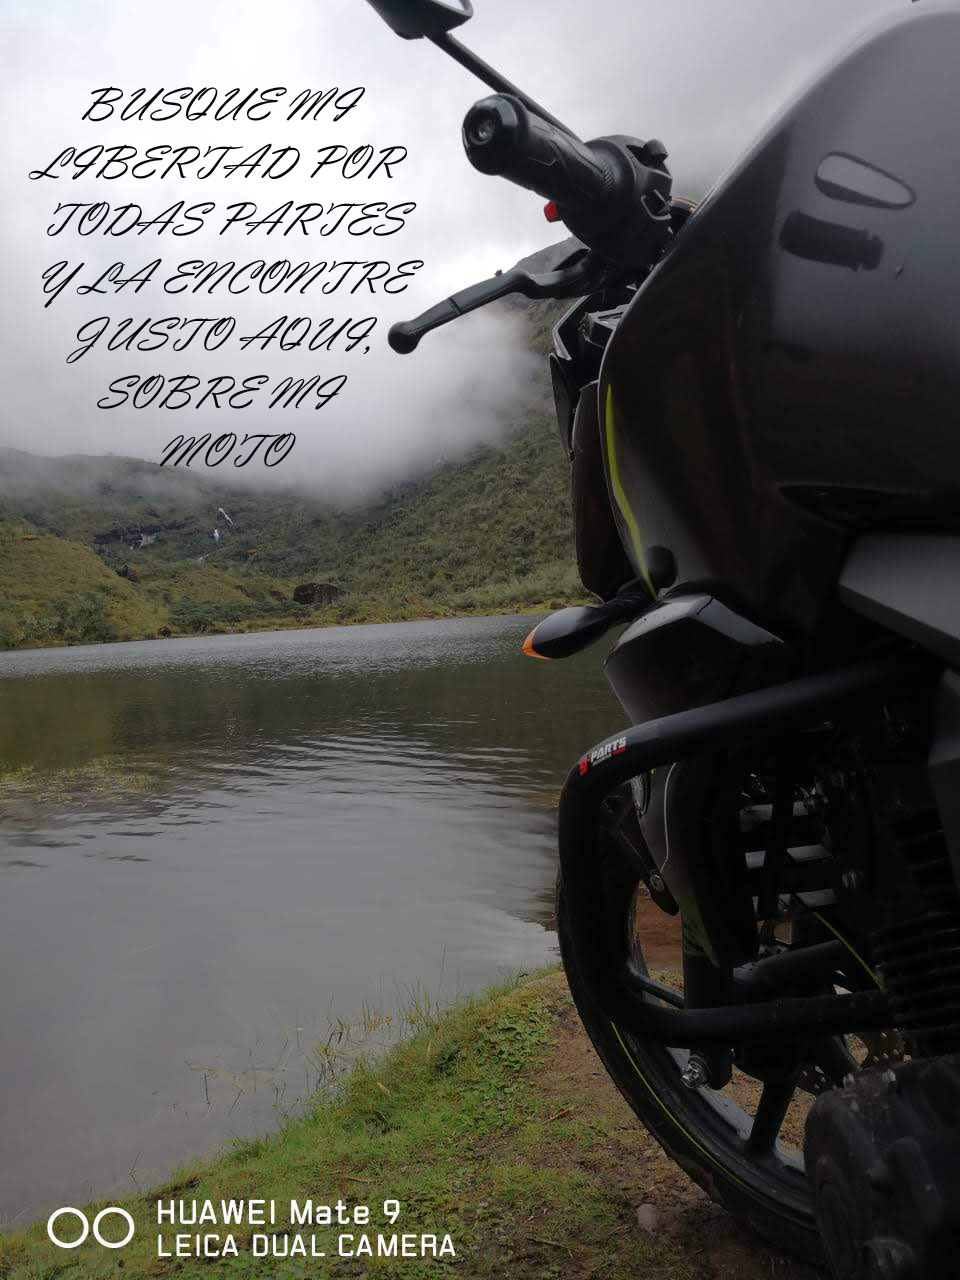 BUSQUE MI
LIBERTAD POR
TODAS PARTES
Y LA ENCONTRE
JUSTO AQUI,
SOBRE MI
MOTO
PARTS
HUAWEI Mate 9
LEICA DUAL CAMERA